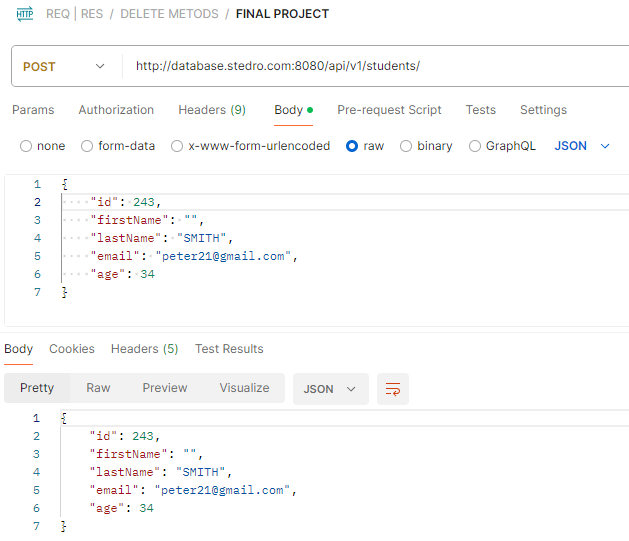 HTTP REQ | RES / DELETE METODS / FINAL PROJECT
POST http://database.stedro.com:8080/api/v1/students/
Params Authorization Headers (9) Body Pre-request Script Tests Settings
none form-data x-www-form-urlencoded raw binary GraphQL JSON
1 {
2 "id": 243,
3 "firstName": "",
4 "lastName": "SMITH",
5 "email": "peter21@gmail.com",
6 "age": 34
7 }
Body Cookies Headers (5) Test Results
Pretty Raw Preview Visualize JSON
1 {
2 "id": 243,
3 "firstName": "",
4 "lastName": "SMITH",
5 "email": "peter21@gmail.com",
6 "age": 34
7 }